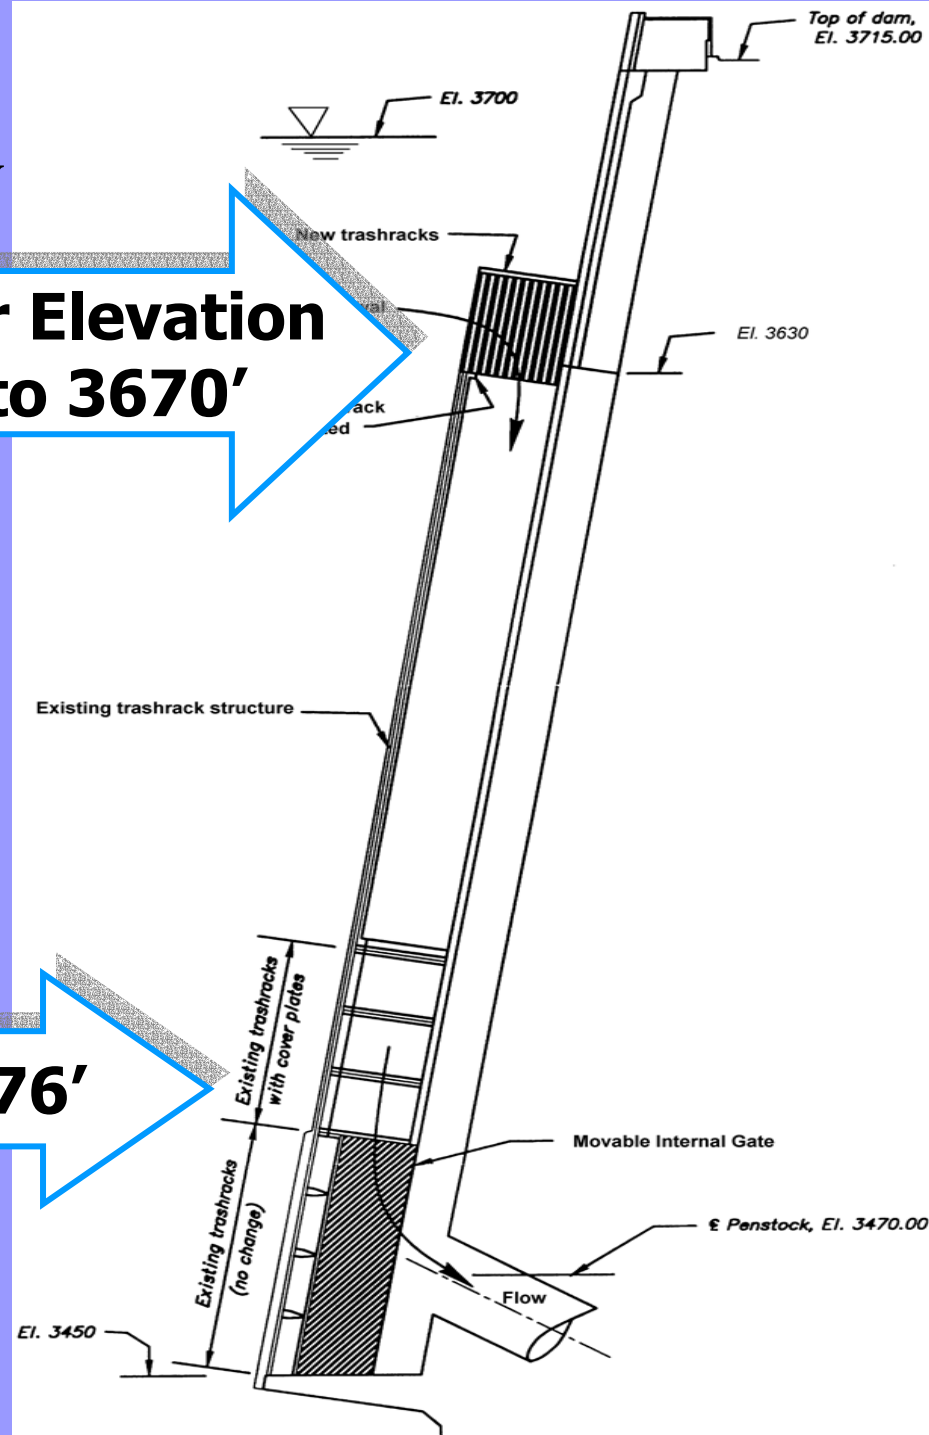 Top of dam,
El. 3715.00
El. 3700
New trashracks
Elevation
to 3670′
El. 3630
Existing trashrack structure
Existing trashracks
with cover plates
76′
Existing trashracks
(no change)
Movable Internal Gate
℄ Penstock, El. 3470.00
Flow
El. 3450